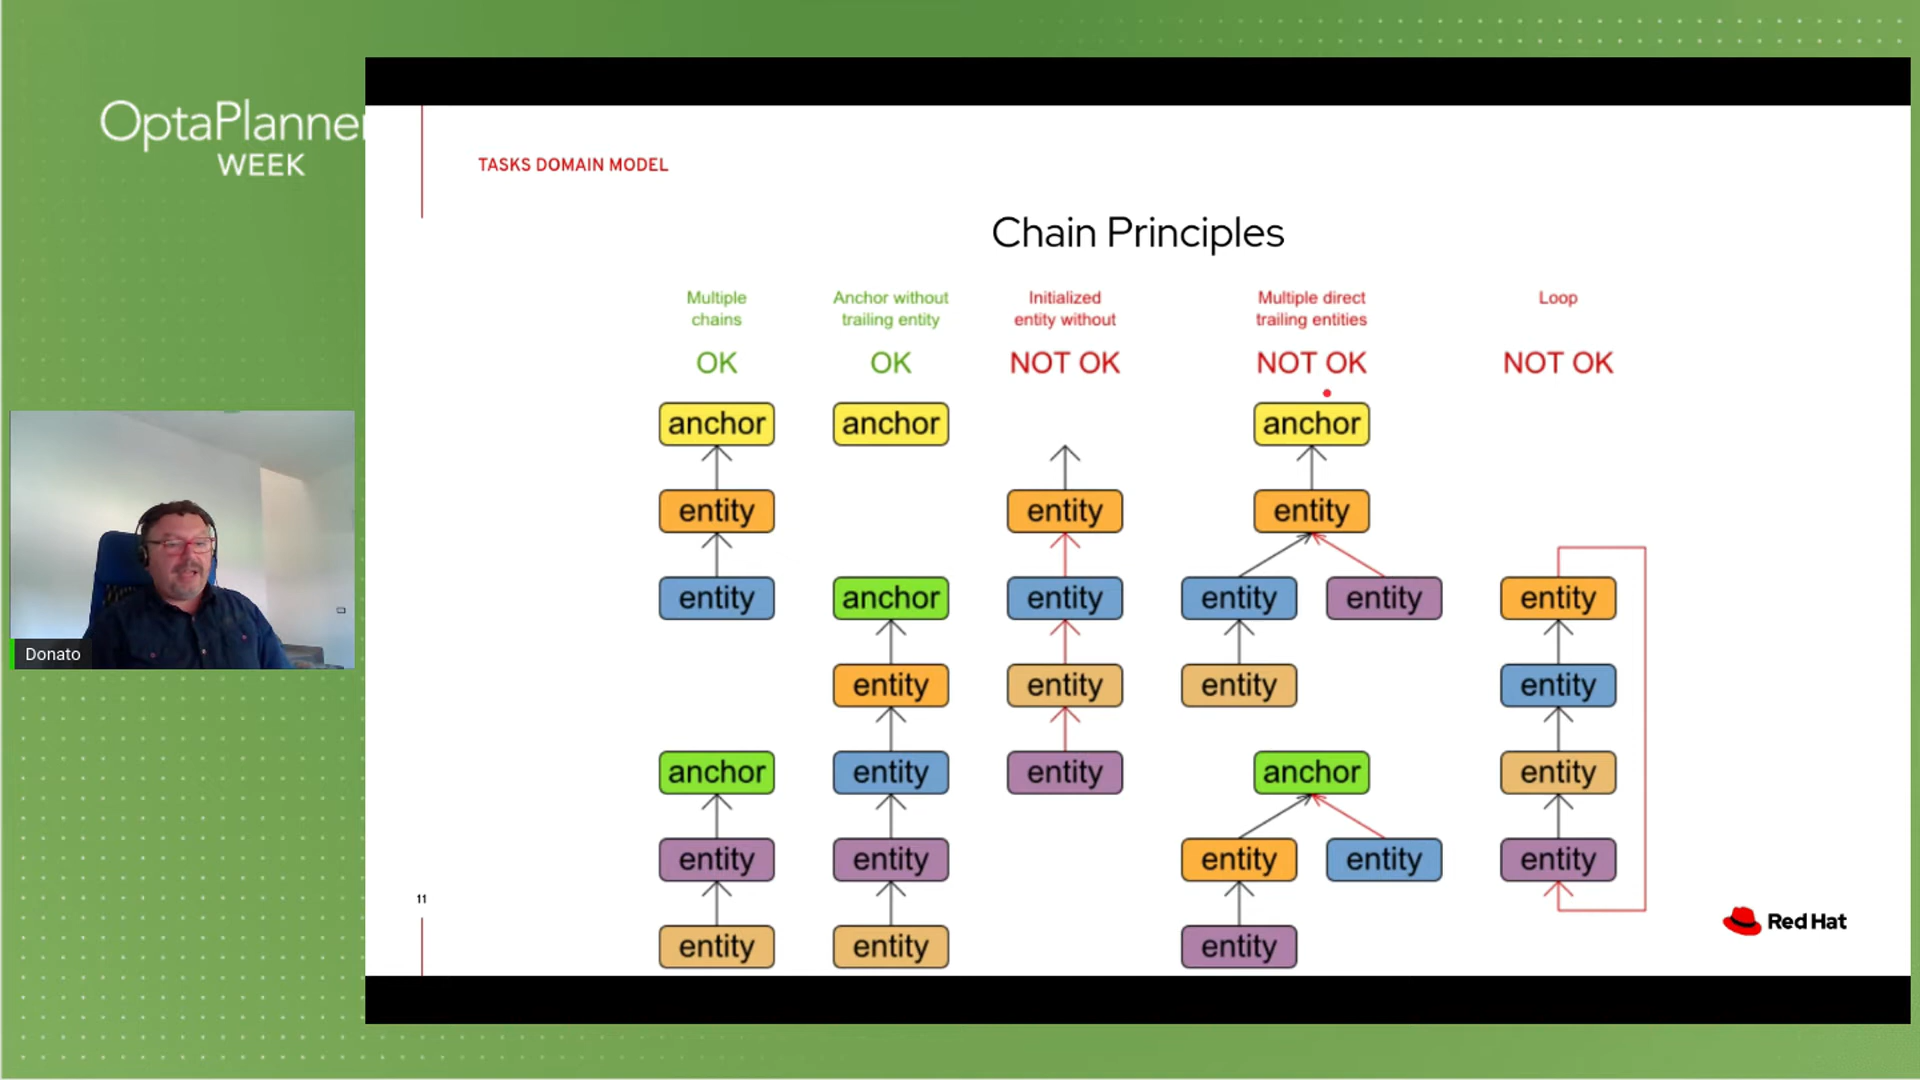 OptaPlanner
WEEK
TASKS DOMAIN MODEL
Chain Principles
Multiple
chains
OK
Anchor without
trailing entity
OK
Initialized
entity without
NOT OK
Multiple direct
trailing entities
NOT OK
Loop
NOT OK
anchor
anchor
anchor
entity
entity
entity
entity
anchor
entity
entity
entity
entity
entity
entity
entity
entity
anchor
entity
entity
anchor
entity
entity
entity
entity
entity
entity
entity
entity
entity
entity
Donato
11
Red Hat